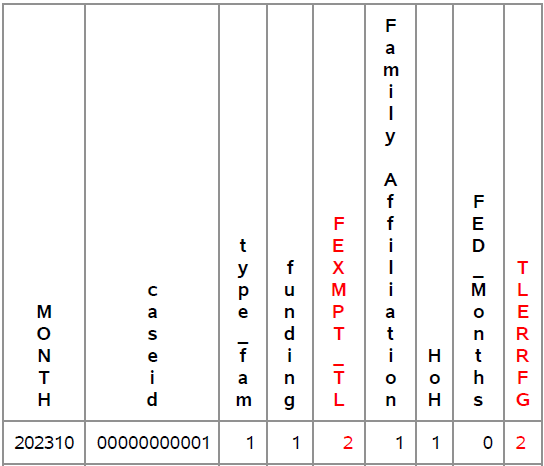 MONTH caseid type_fam funding FEXMPT_TL Family Affiliation HoH FED_Months TLERRFG
202310 00000000001 1 1 2 1 1 0 2